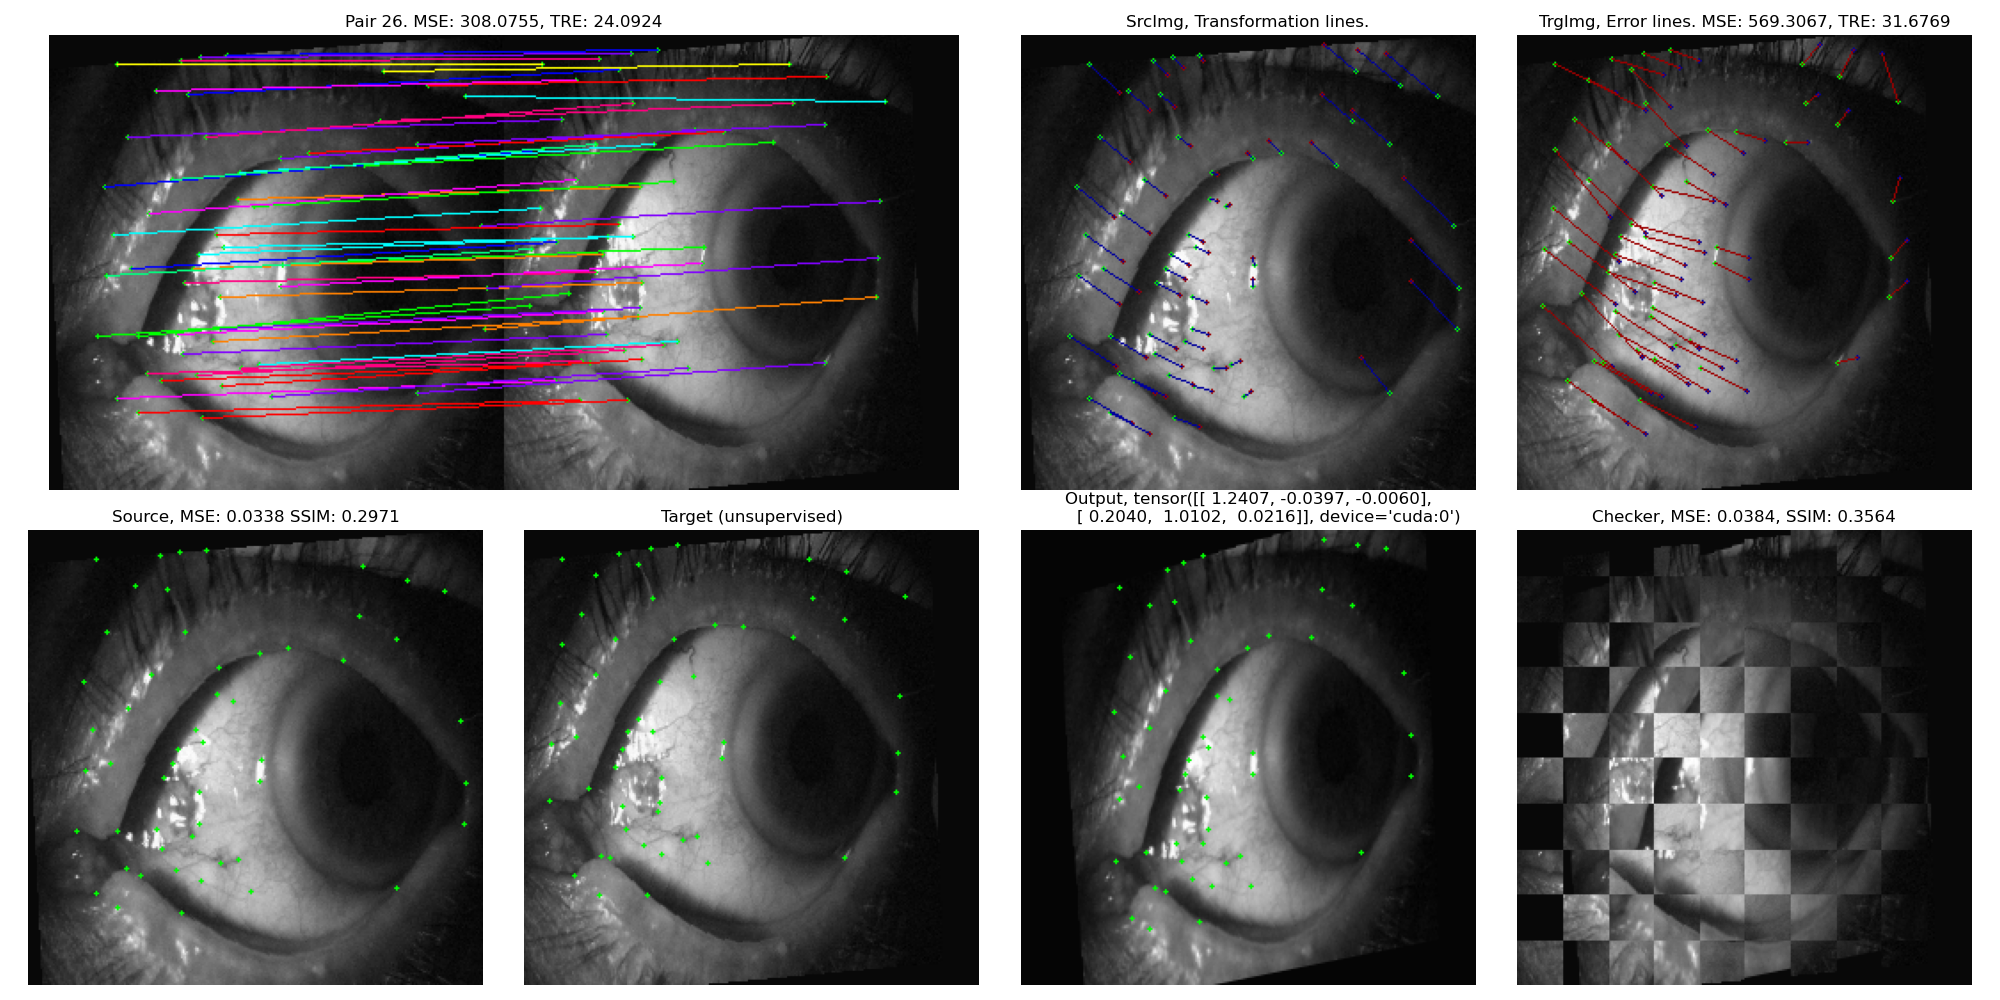 Pair 26. MSE: 308.0755, TRE: 24.0924
SrcImg, Transformation lines.
TrgImg, Error lines. MSE: 569.3067, TRE: 31.6769
Source, MSE: 0.0338 SSIM: 0.2971
Target (unsupervised)
Output, tensor([[ 1.2407, -0.0397, -0.0060],
[ 0.2040, 1.0102, 0.0216]], device='cuda:0')
Checker, MSE: 0.0384, SSIM: 0.3564